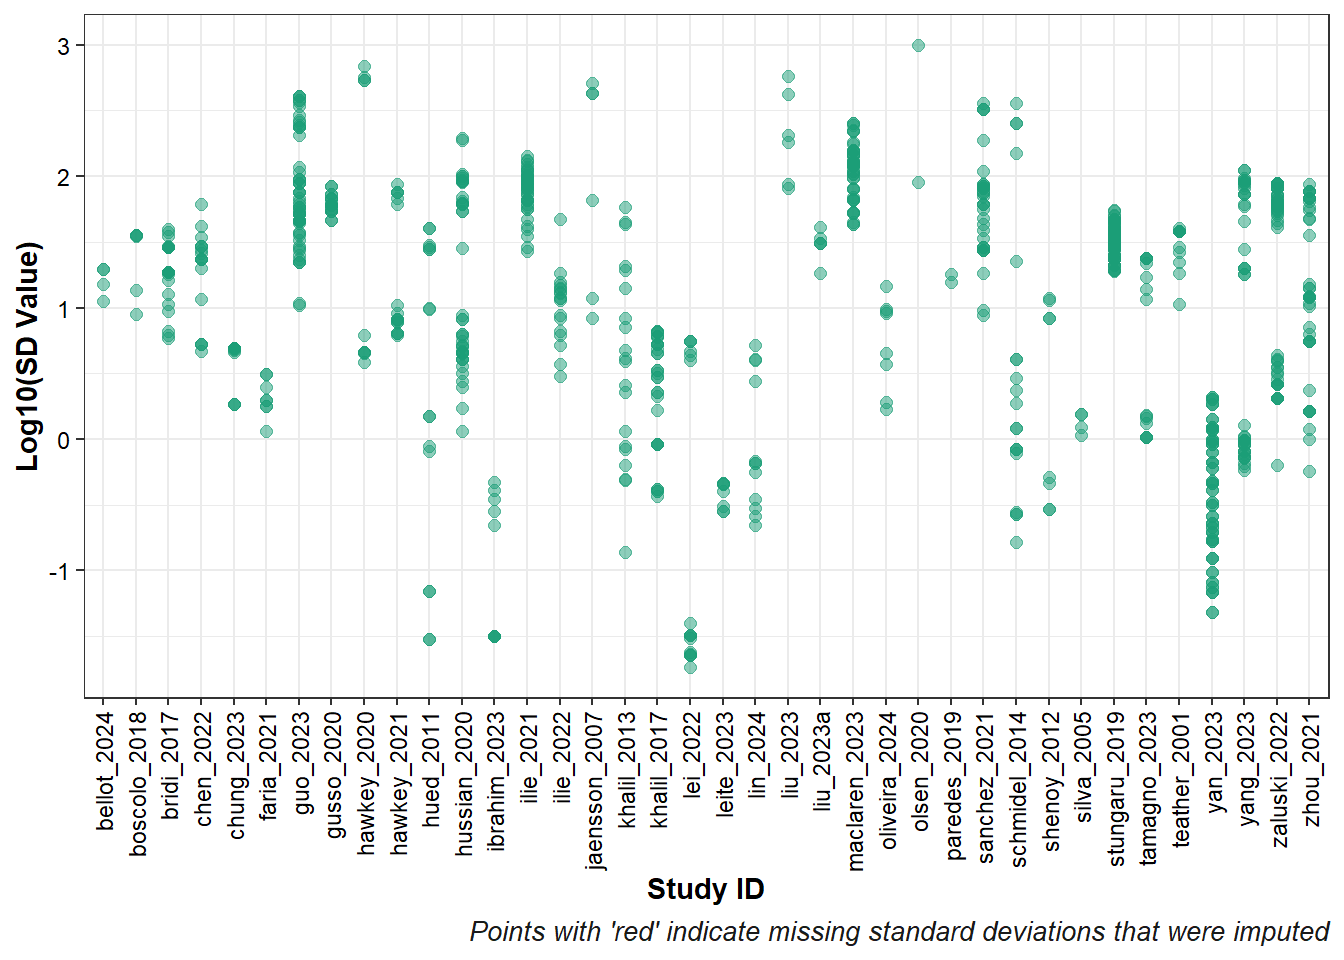 3
2
1
0
-1
Log10(SD Value)
bellot_2024
boscolo_2018
bridi_2017
chen_2022
chung_2023
faria_2021
guo_2023
gusso_2020
hawkey_2020
hawkey_2021
hued_2011
hussian_2020
ibrahim_2023
ilie_2021
ilie_2022
jaensson_2007
khalil_2013
khalil_2017
lei_2022
leite_2023
lin_2024
liu_2023
liu_2023a
maclaren_2023
oliveira_2024
olsen_2020
paredes_2019
sanchez_2021
schmidel_2014
shenoy_2012
silva_2005
stungaru_2019
tamagno_2023
teather_2001
yan_2023
yang_2023
zaluski_2022
zhou_2021
Study ID
Points with 'red' indicate missing standard deviations that were imputed